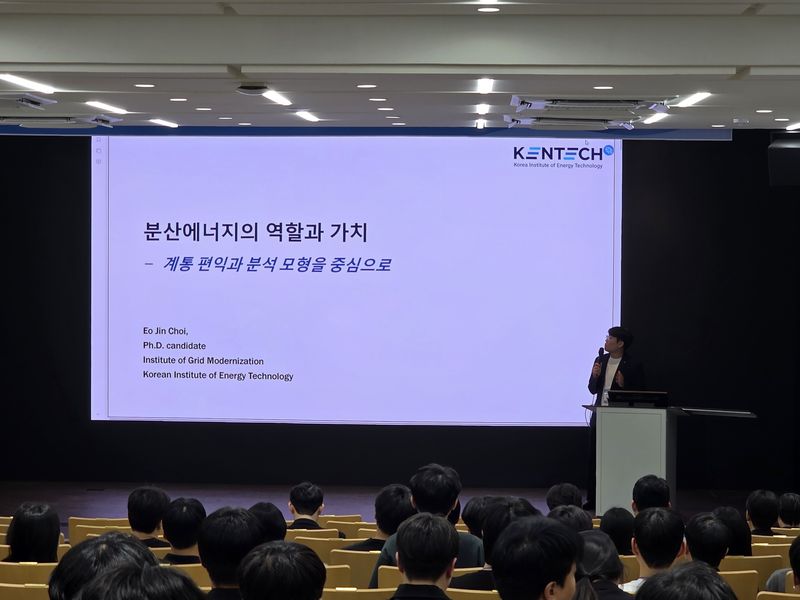 KENTECH
Korea Institute of Energy Technology
분산에너지의 역할과 가치
– 계통 편익과 분석 모형을 중심으로
Eo Jin Choi,
Ph.D. candidate
Institute of Grid Modernization
Korean Institute of Energy Technology